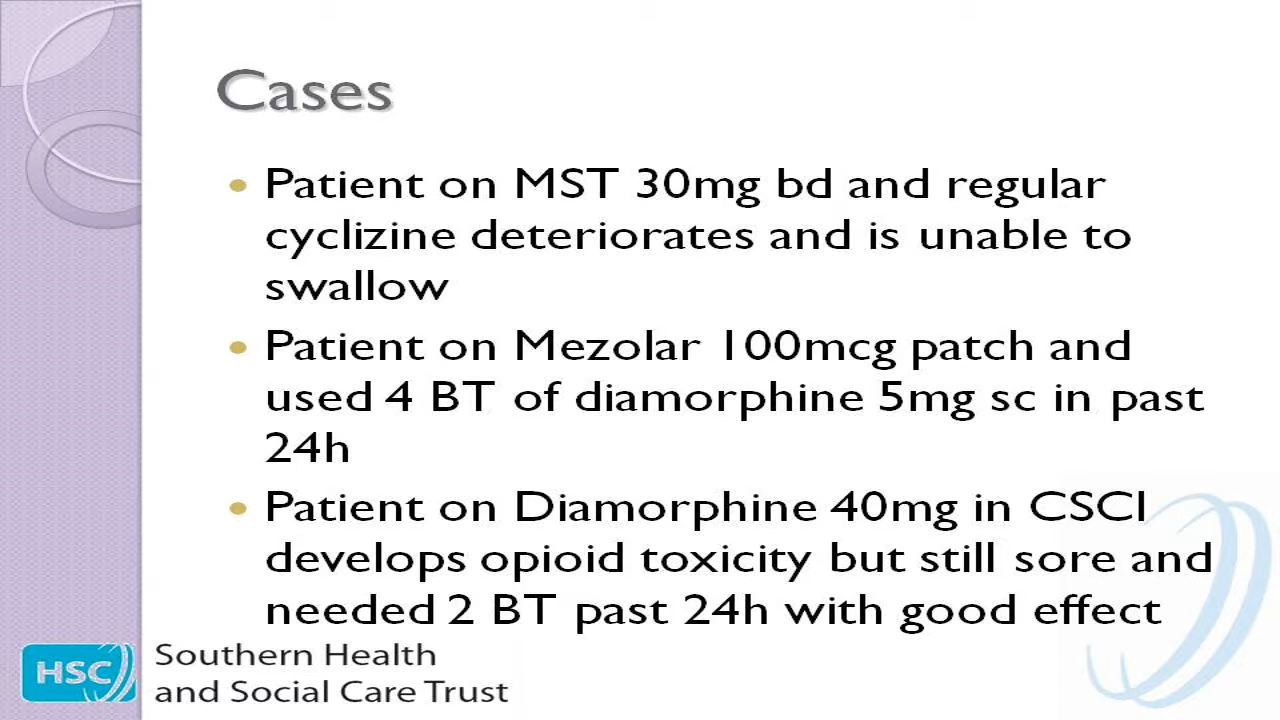 Cases
• Patient on MST 30mg bd and regular
cyclizine deteriorates and is unable to
swallow
• Patient on Mezolar 100mcg patch and
used 4 BT of diamorphine 5mg sc in past
24h
• Patient on Diamorphine 40mg in CSCI
develops opioid toxicity but still sore and
needed 2 BT past 24h with good effect
HSC Southern Health
and Social Care Trust